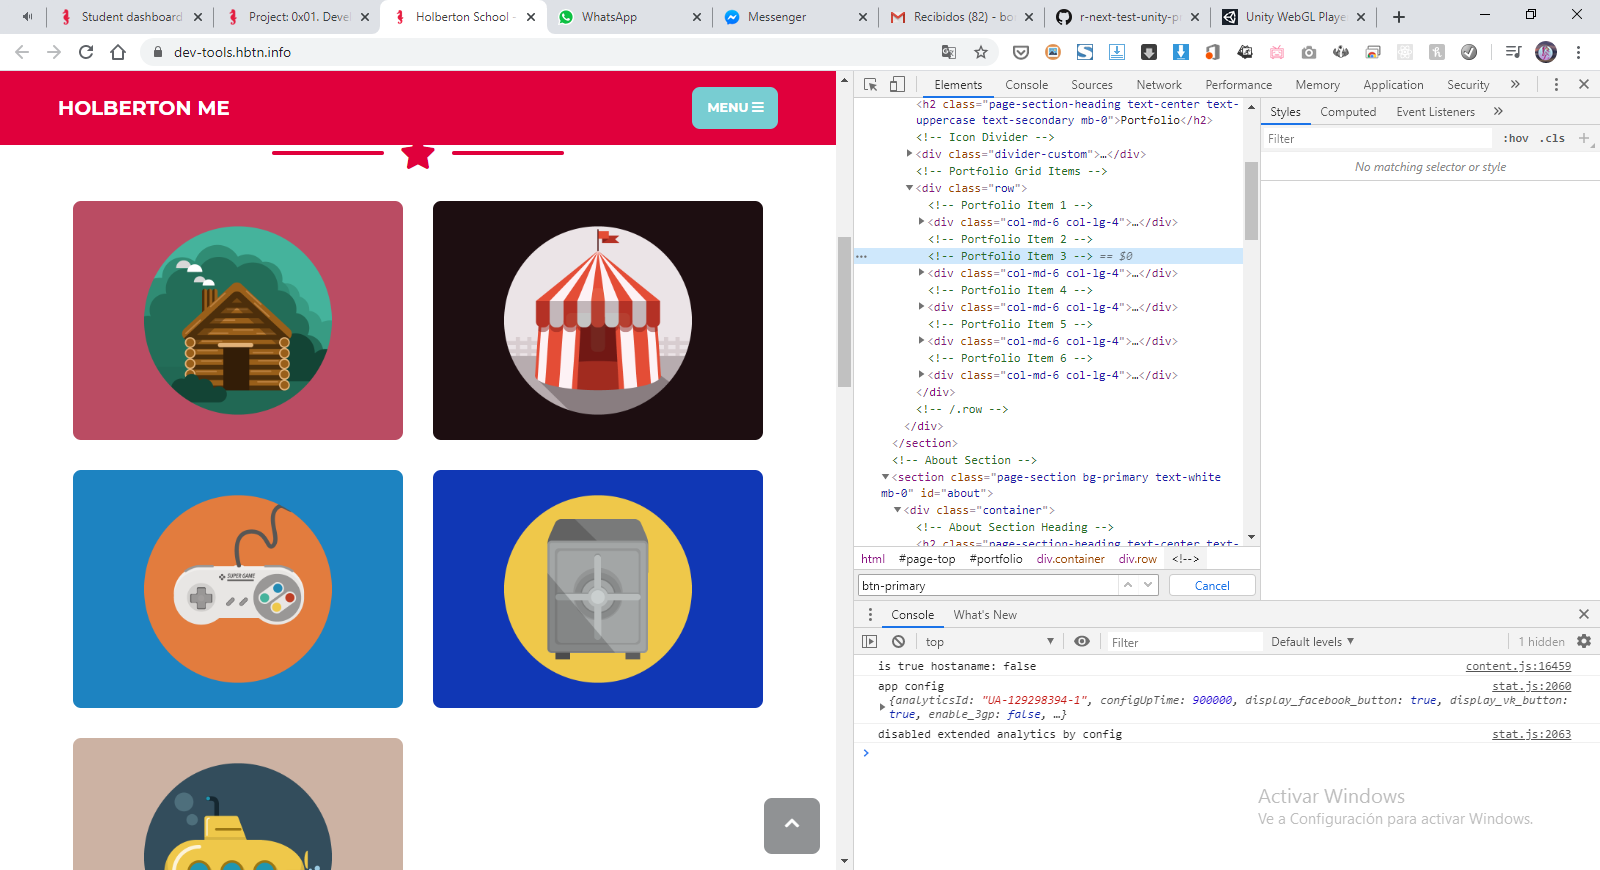 Student dashboard
Project: 0x01. Deve
Holberton School -
WhatsApp
Messenger
Recibidos (82) - bo
r-next-test-unity-p
Unity WebGL Playe
dev-tools.hbtn.info
HOLBERTON ME
MENU
SUPER GAME
Elements Console Sources Network Performance Memory Application Security
<h2 class="page-section-heading text-center text-
uppercase text-secondary mb-0">Portfolio</h2>
<!-- Icon Divider -->
<div class="divider-custom">…</div>
<!-- Portfolio Grid Items -->
<div class="row">
<!-- Portfolio Item 1 -->
<div class="col-md-6 col-lg-4">…</div>
<!-- Portfolio Item 2 -->
<!-- Portfolio Item 3 --> == $0
<div class="col-md-6 col-lg-4">…</div>
<!-- Portfolio Item 4 -->
<div class="col-md-6 col-lg-4">…</div>
<!-- Portfolio Item 5 -->
<div class="col-md-6 col-lg-4">…</div>
<!-- Portfolio Item 6 -->
<div class="col-md-6 col-lg-4">…</div>
</div>
<!-- /.row -->
</div>
</section>
<!-- About Section -->
<section class="page-section bg-primary text-white
mb-0" id="about">
<div class="container">
<!-- About Section Heading -->
<h2 class="page-section-heading text-center text-
html #page-top #portfolio div.container div.row <!-->
btn-primary
Cancel
Styles Computed Event Listeners
Filter
:hov .cls
No matching selector or style
Console What's New
top
Filter
Default levels
1 hidden
is true hostaname: false
content.js:16459
app config
stat.js:2060
{analyticsId: "UA-129298394-1", configUpTime: 900000, display_facebook_button: true, display_vk_button:
true, enable_3gp: false, …}
disabled extended analytics by config
stat.js:2063
Activar Windows
Ve a Configuración para activar Windows.